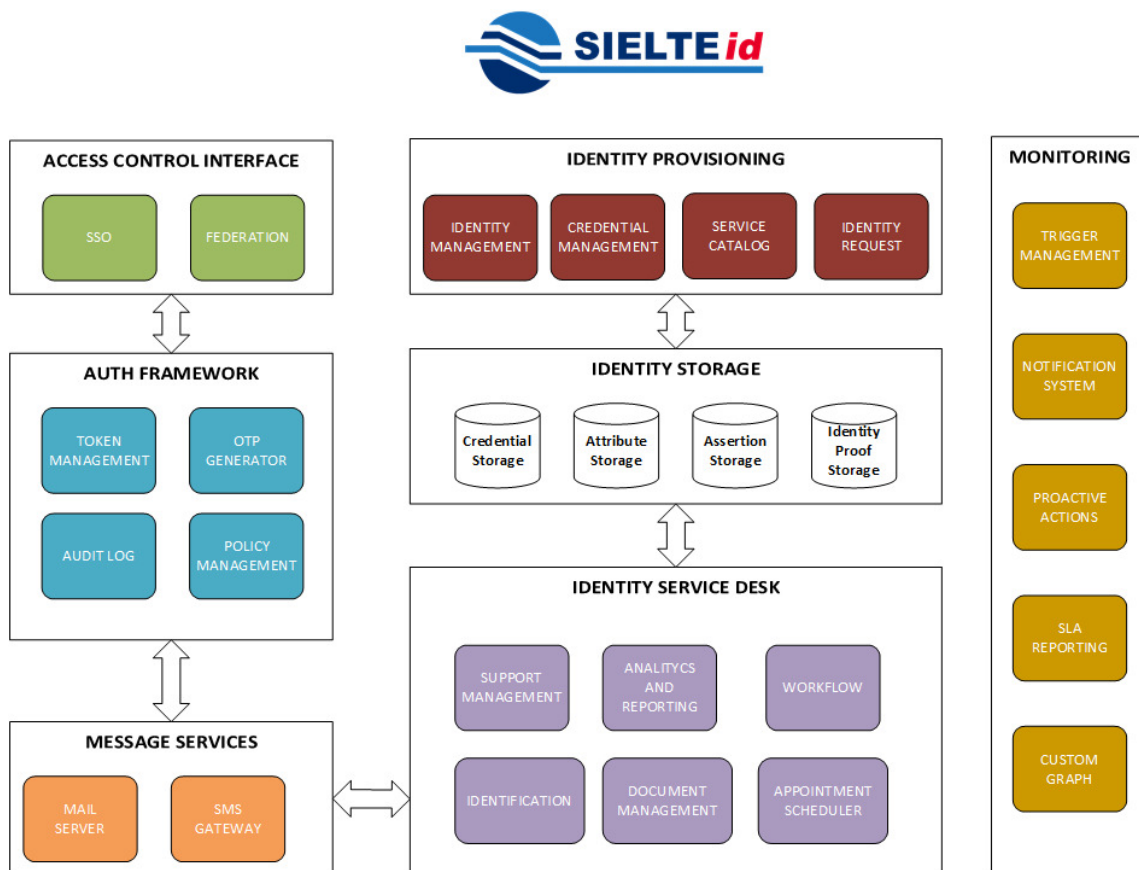 SIELTE id
ACCESS CONTROL INTERFACE
SSO
FEDERATION
AUTH FRAMEWORK
TOKEN
MANAGEMENT
OTP
GENERATOR
AUDIT LOG
POLICY
MANAGEMENT
MESSAGE SERVICES
MAIL
SERVER
SMS
GATEWAY
IDENTITY PROVISIONING
IDENTITY
MANAGEMENT
CREDENTIAL
MANAGEMENT
SERVICE
CATALOG
IDENTITY
REQUEST
IDENTITY STORAGE
Credential
Storage
Attribute
Storage
Assertion
Storage
Identity
Proof
Storage
IDENTITY SERVICE DESK
SUPPORT
MANAGEMENT
ANALITYCS
AND
REPORTING
WORKFLOW
IDENTIFICATION
DOCUMENT
MANAGEMENT
APPOINTMENT
SCHEDULER
MONITORING
TRIGGER
MANAGEMENT
NOTIFICATION
SYSTEM
PROACTIVE
ACTIONS
SLA
REPORTING
CUSTOM
GRAPH